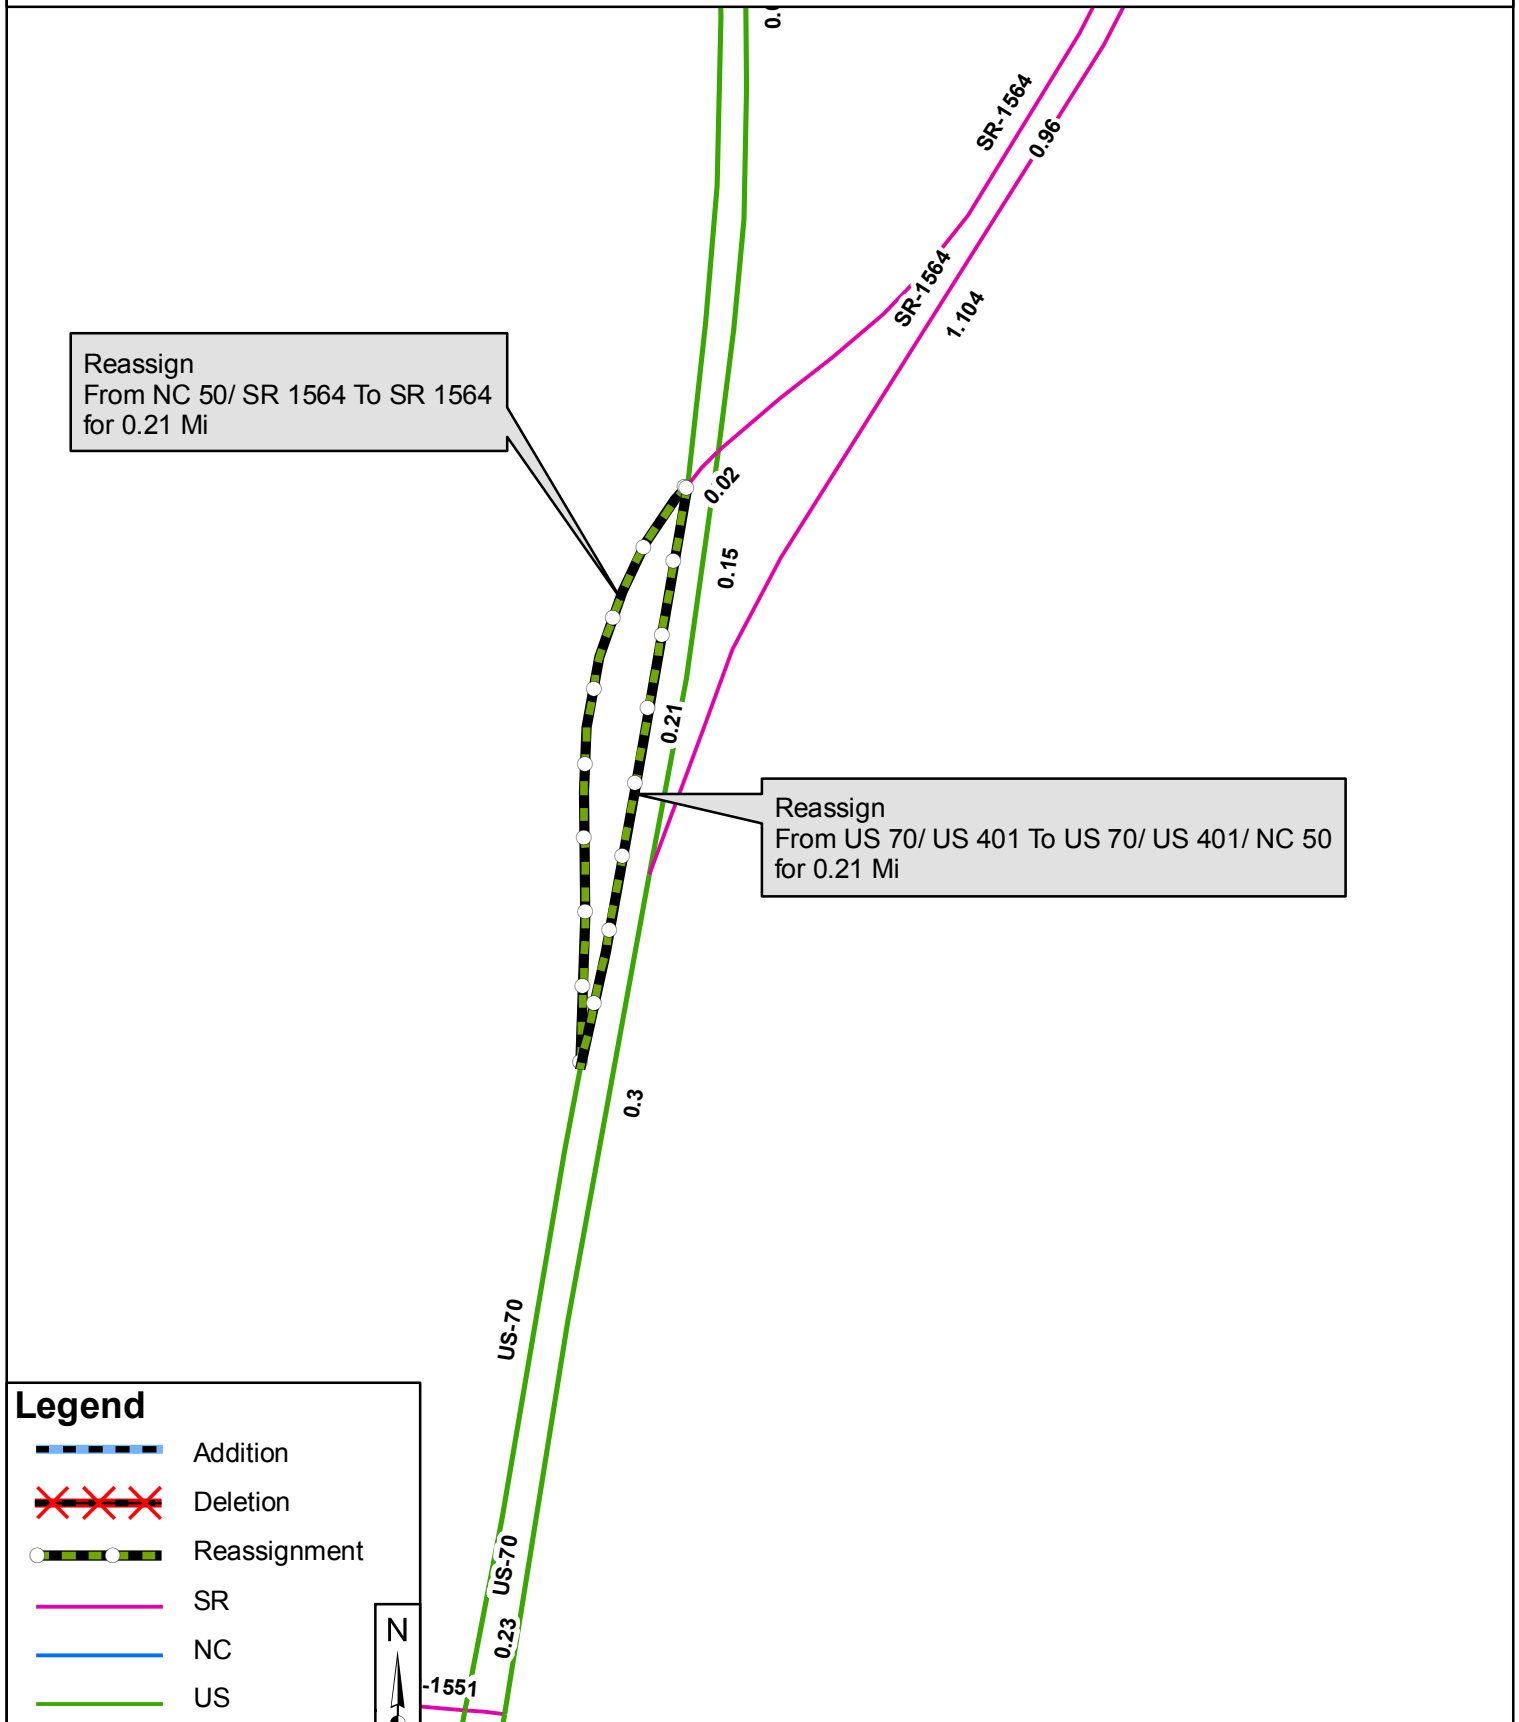 SR-1564
0.96
SR-1564
1.104
Reassign
From NC 50/ SR 1564 To SR 1564
for 0.21 Mi
0.02
0.15
0.21
Reassign
From US 70/ US 401 To US 70/ US 401/ NC 50
for 0.21 Mi
0.3
US-70
US-70
0.23
-1551
Legend
Addition
Deletion
Reassignment
SR
NC
US
N